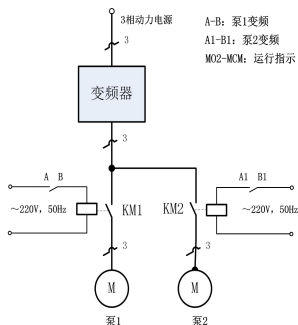 3相动力电源
A-B: 泵1变频
A1-B1: 泵2变频
MO2-MCM: 运行指示
3
变频器
3
A B
A1 B1
～220V, 50Hz
KM1
KM2
～220V, 50Hz
3
3
M
M
泵1
泵2